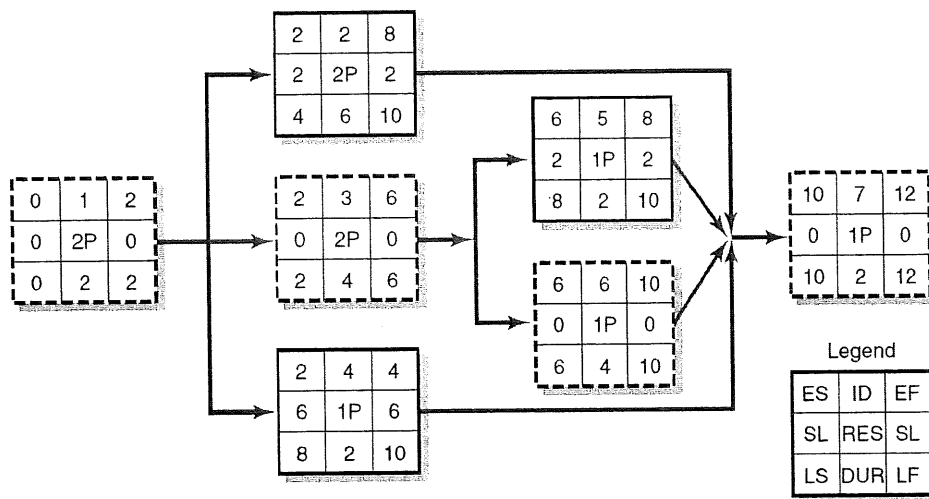 2 2 8
2 2P 2
4 6 10
6 5 8
2 1P 2
8 2 10
0 1 2
0 2P 0
0 2 2
2 3 6
0 2P 0
2 4 6
10 7 12
0 1P 0
10 2 12
6 6 10
0 1P 0
6 4 10
2 4 4
6 1P 6
8 2 10
Legend
ES ID EF
SL RES SL
LS DUR LF